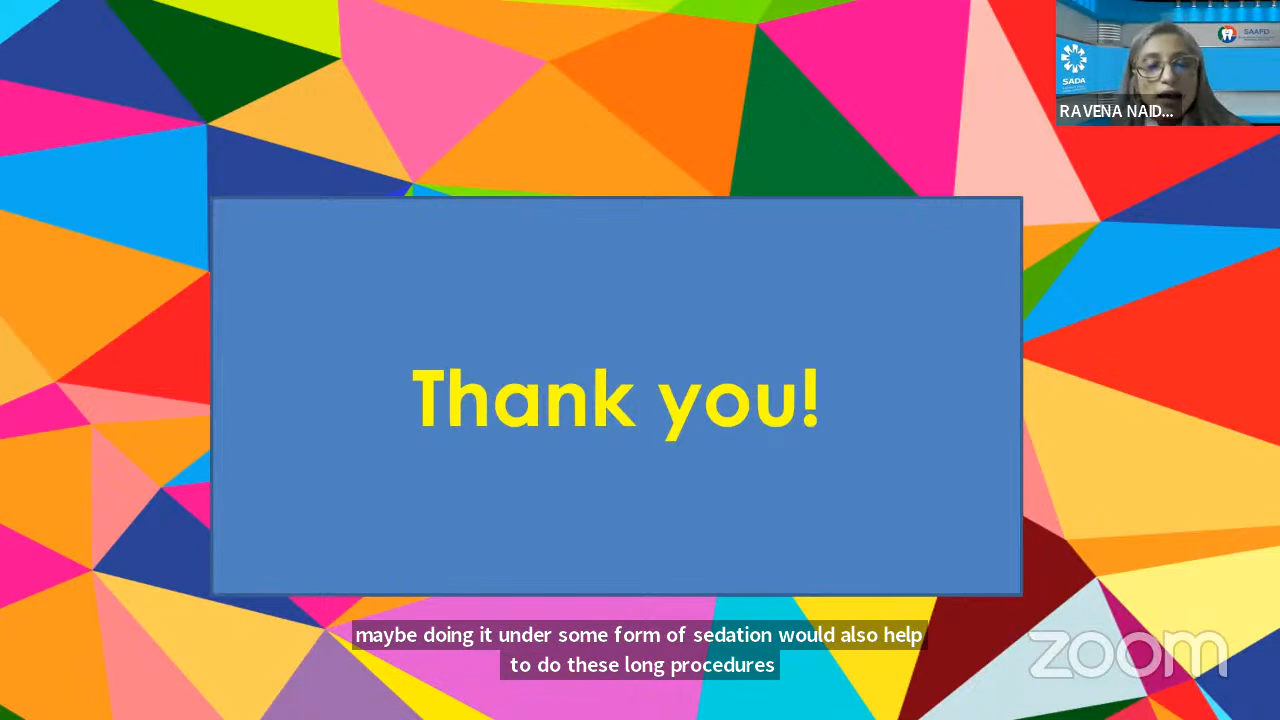 SAAFD
SADA
RAVENA NAID...
Thank you!
maybe doing it under some form of sedation would also help
to do these long procedures
zoom